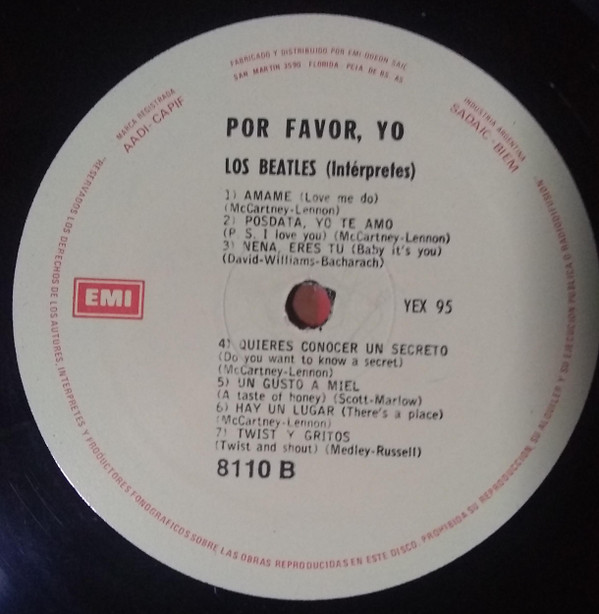 FABRICADO Y DISTRIBUIDO POR EMI-ODEON SAIC
SAN MARTIN 3590 - FLORIDA - PCIA. DE BS. AS.
MARCA REGISTRADA
AADI-CAPIF
INDUSTRIA ARGENTINA
SADAIC-BIEM
POR FAVOR, YO
LOS BEATLES (Intérpretes)
1) AMAME (Love me do)
(McCartney-Lennon)
2) POSDATA, YO TE AMO
(P. S. I love you) (McCartney-Lennon)
3) NENA, ERES TU (Baby it's you)
(David-Williams-Bacharach)
EMI
YEX 95
4) QUIERES CONOCER UN SECRETO
(Do you want to know a secret)
(McCartney-Lennon)
5) UN GUSTO A MIEL
(A taste of honey) (Scott-Marlow)
6) HAY UN LUGAR (There's a place)
(McCartney-Lennon)
7) TWIST Y GRITOS
(Twist and shout) (Medley-Russell)
8110 B
"RESERVADOS LOS DERECHOS DE LOS AUTORES, INTERPRETES Y PRODUCTORES FONOGRAFICOS SOBRE LAS OBRAS REPRODUCIDAS EN ESTE DISCO. PROHIBIDA SU REPRODUCCION, SU ALQUILER Y SU EJECUCION PUBLICA O RADIODIFUSION"